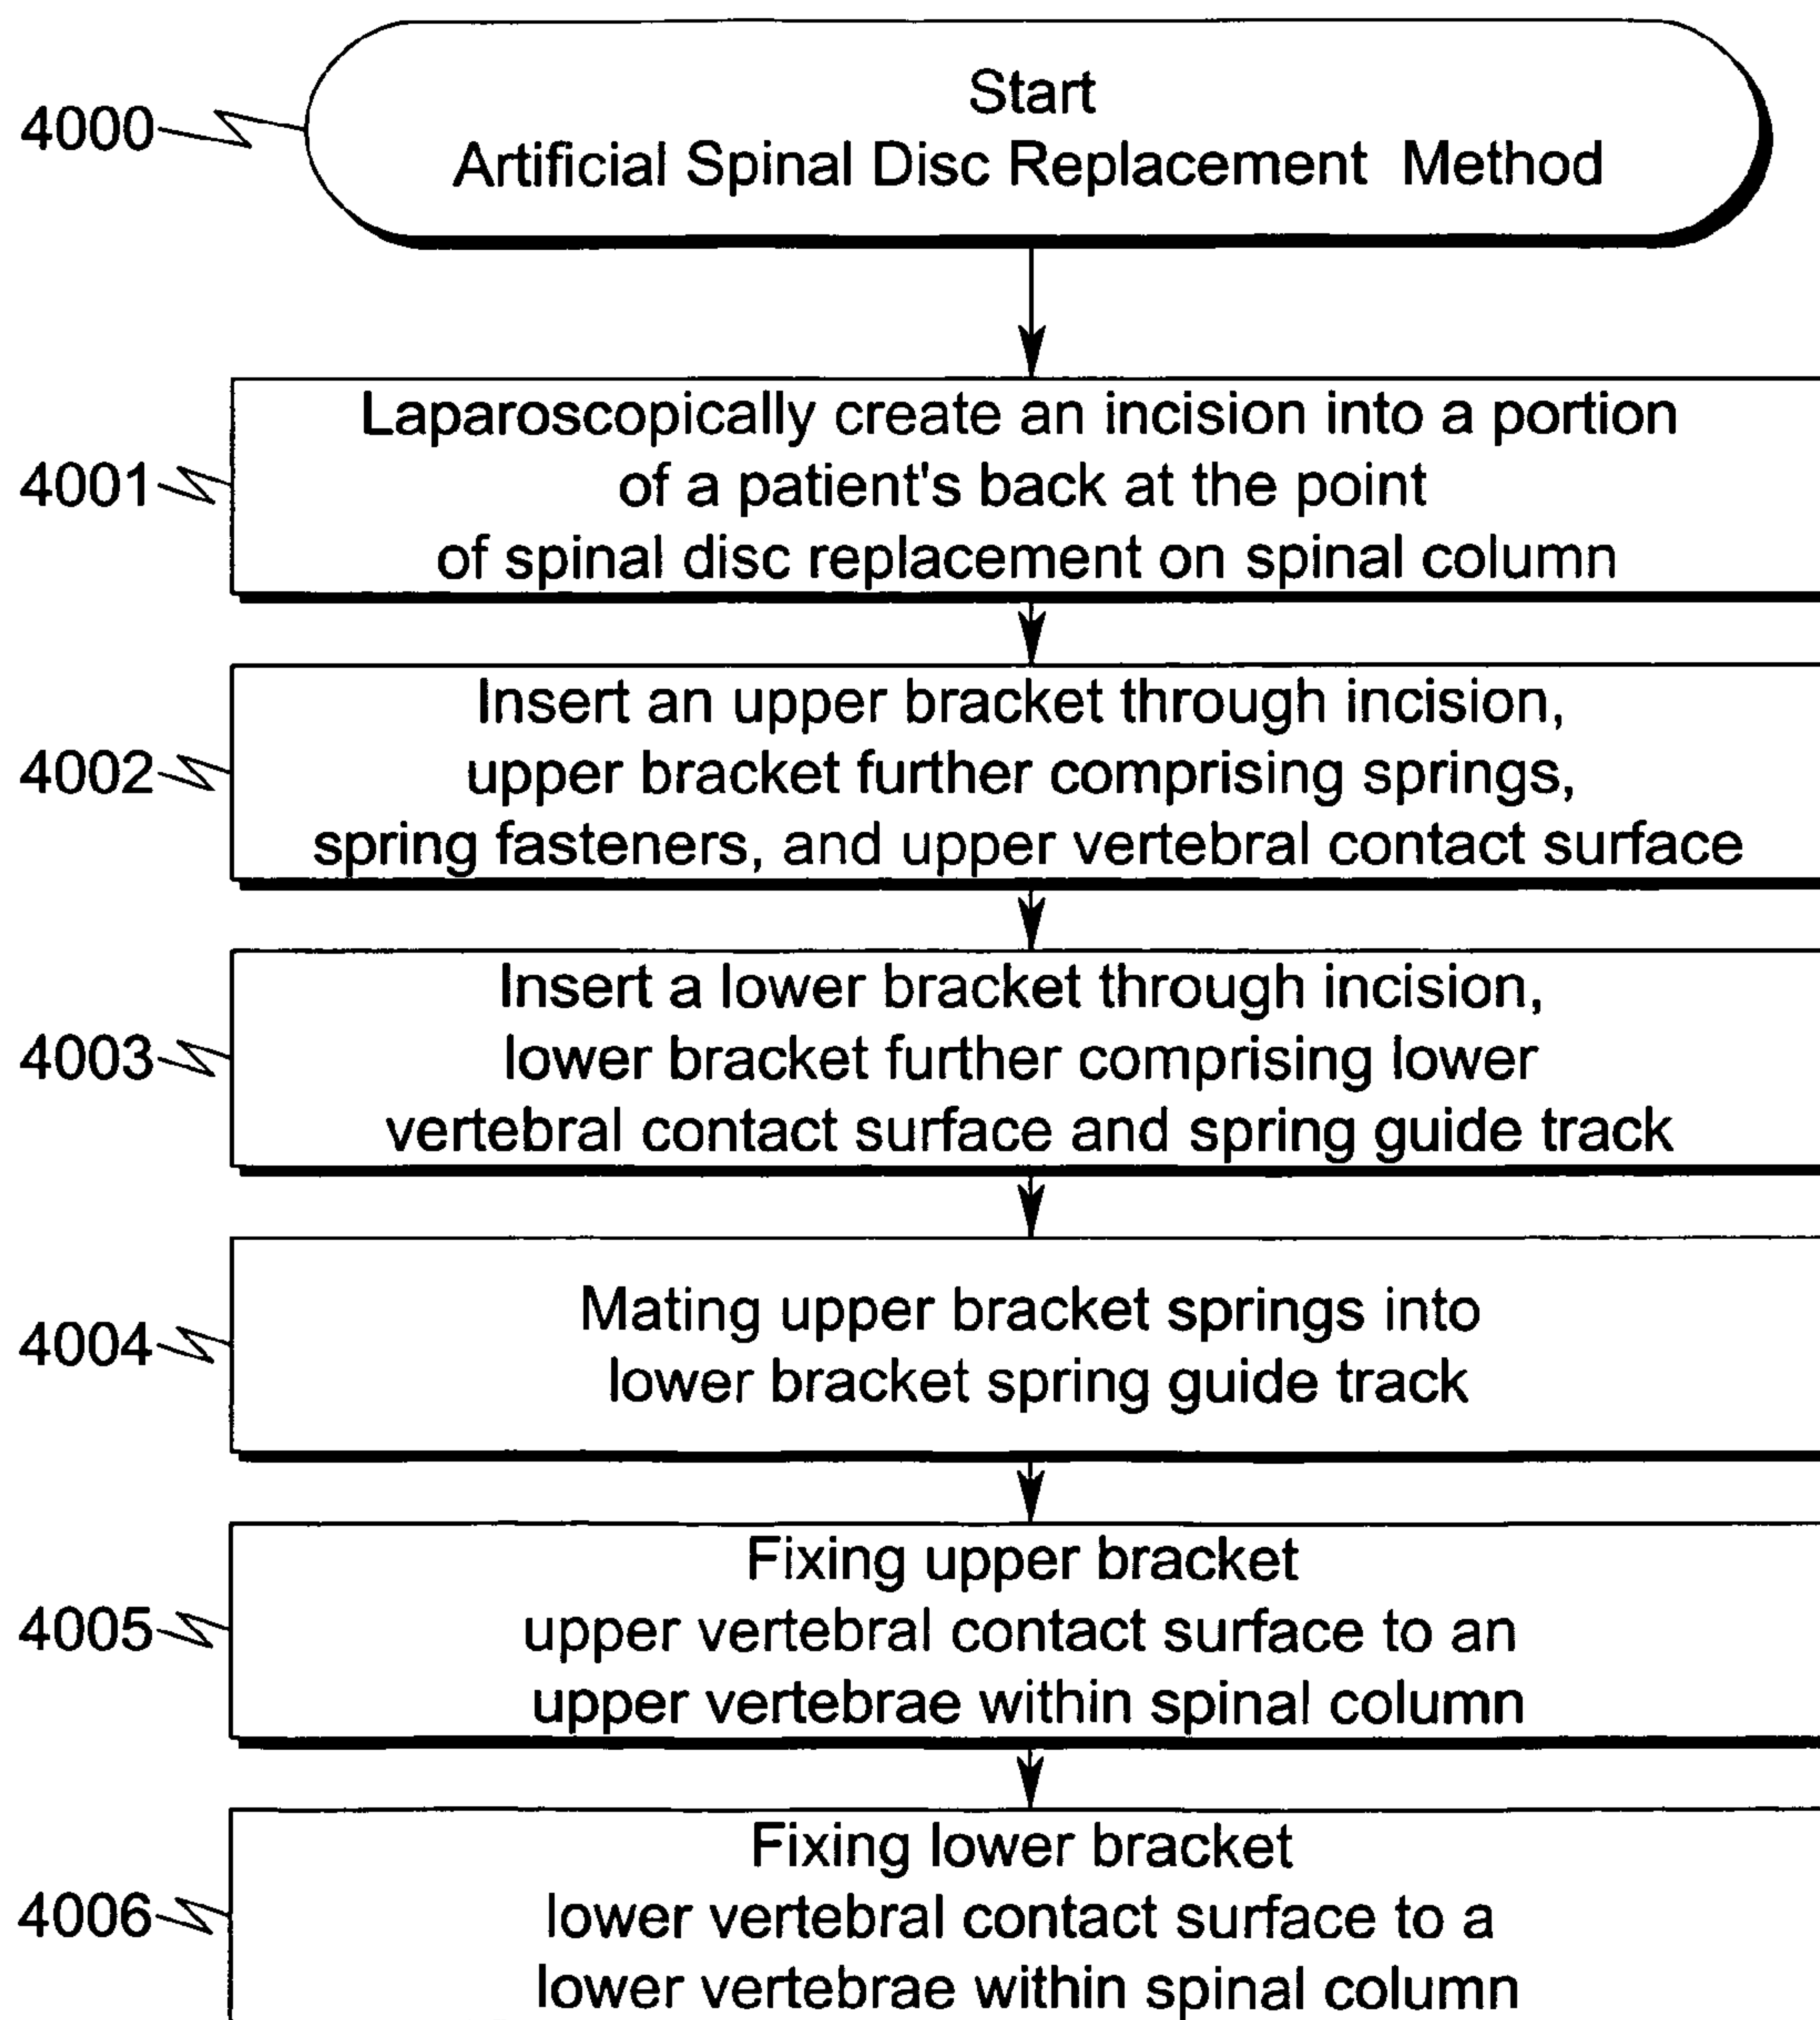 Start
4000
Artificial Spinal Disc Replacement Method
Laparoscopically create an incision into a portion
4001
of a patient's back at the point
of spinal disc replacement on spinal column
Insert an upper bracket through incision,
4002
upper bracket further comprising springs,
spring fasteners, and upper vertebral contact surface
Insert a lower bracket through incision,
4003
lower bracket further comprising lower
vertebral contact surface and spring guide track
4004
Mating upper bracket springs into
lower bracket spring guide track
Fixing upper bracket
4005
upper vertebral contact surface to an
upper vertebrae within spinal column
Fixing lower bracket
4006
lower vertebral contact surface to a
lower vertebrae within spinal column